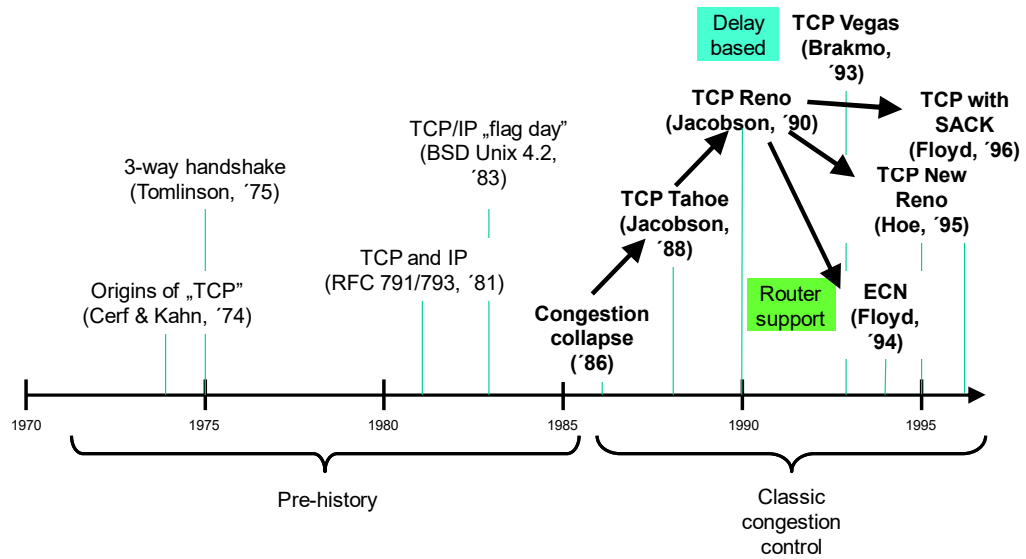 Delay
based
TCP Vegas
(Brakmo,
´93)
TCP Reno
(Jacobson, ´90)
TCP with
SACK
(Floyd, ´96)
TCP/IP „flag day”
(BSD Unix 4.2,
´83)
3-way handshake
(Tomlinson, ´75)
TCP New
Reno
(Hoe, ´95)
TCP Tahoe
(Jacobson,
´88)
TCP and IP
(RFC 791/793, ´81)
Origins of „TCP”
(Cerf & Kahn, ´74)
Congestion
collapse
(´86)
Router
support
ECN
(Floyd,
´94)
1970
1975
1980
1985
1990
1995
Pre-history
Classic
congestion
control